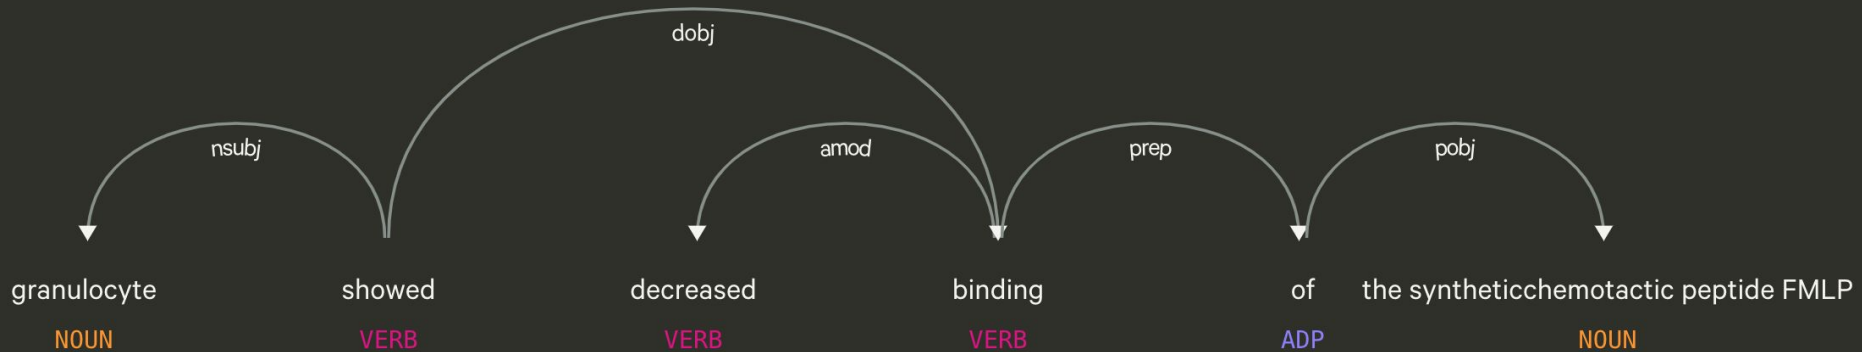 dobj
nsubj amod prep pobj
granulocyte showed decreased binding of the syntheticchemotactic peptide FMLP
NOUN VERB VERB VERB ADP NOUN